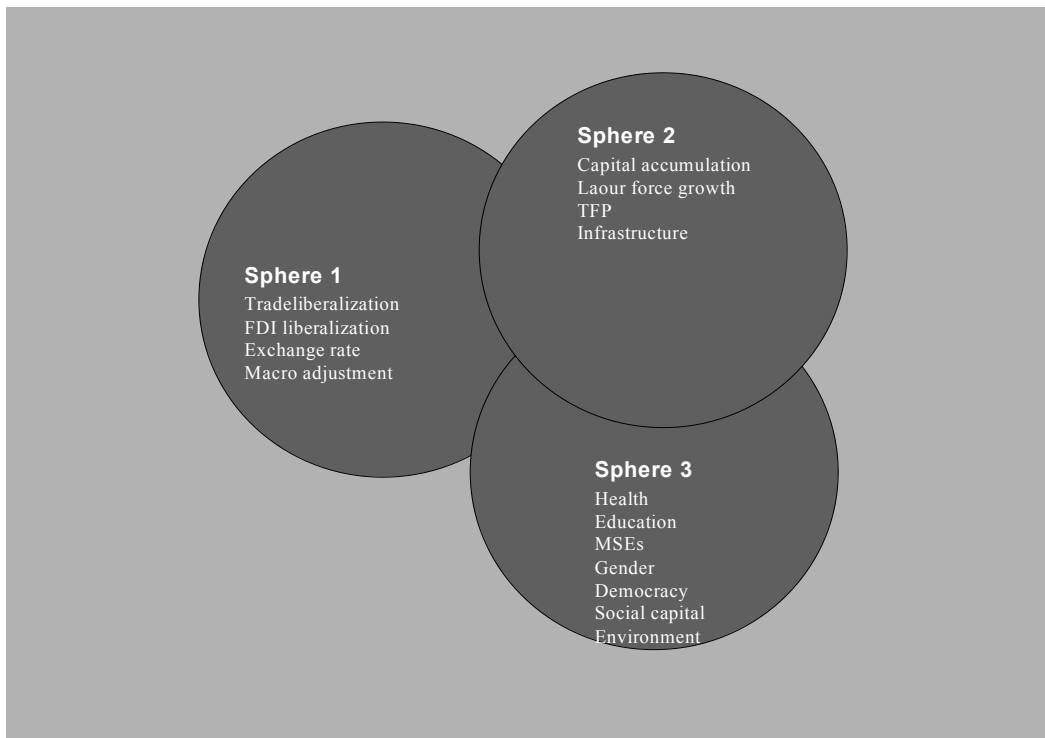 Sphere 1
Tradeliberalization
FDI liberalization
Exchange rate
Macro adjustment
Sphere 2
Capital accumulation
Laour force growth
TFP
Infrastructure
Sphere 3
Health
Education
MSEs
Gender
Democracy
Social capital
Environment